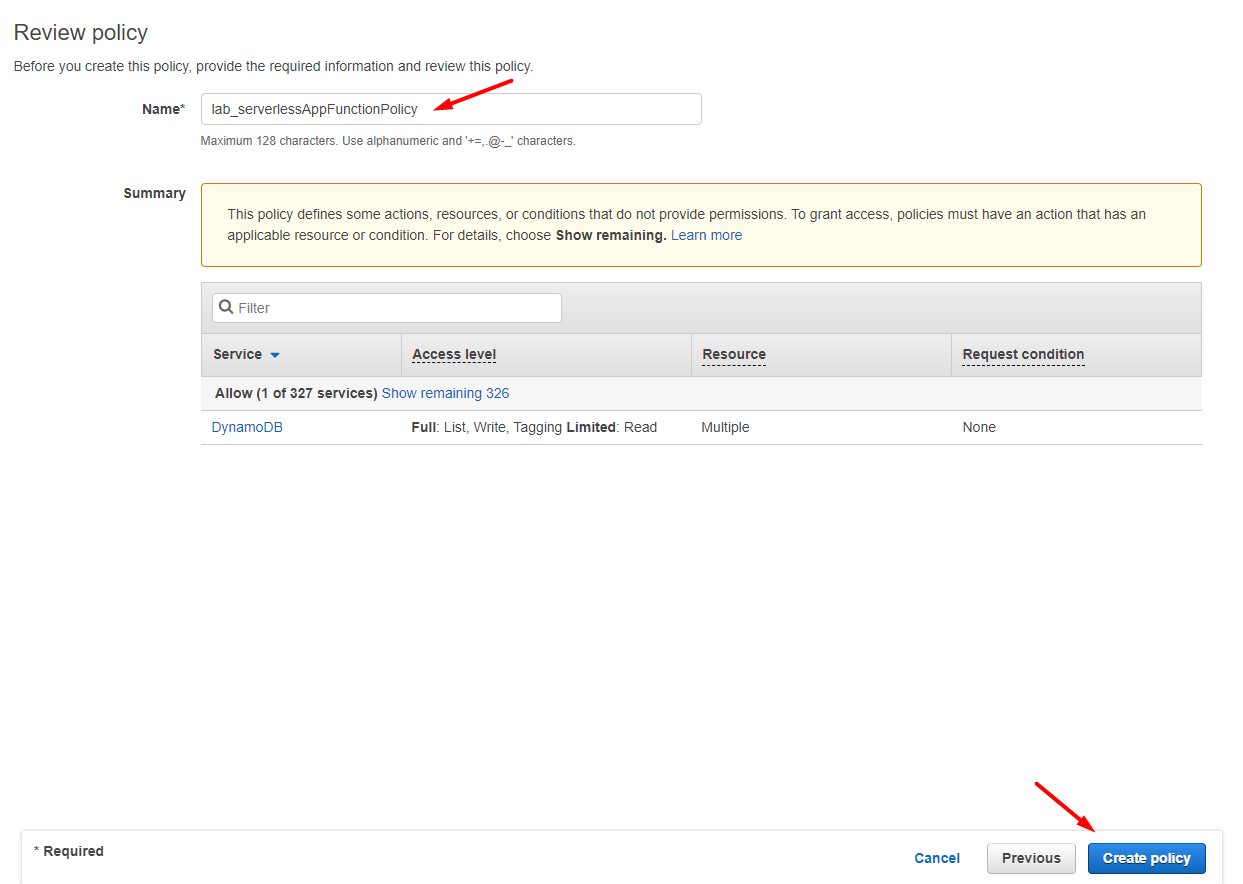 Review policy
Before you create this policy, provide the required information and review this policy.
Name*
lab_serverlessAppFunctionPolicy
Maximum 128 characters. Use alphanumeric and '+=,.@-_' characters.
Summary
This policy defines some actions, resources, or conditions that do not provide permissions. To grant access, policies must have an action that has an
applicable resource or condition. For details, choose Show remaining. Learn more
Filter
Service Access level Resource Request condition
Allow (1 of 327 services) Show remaining 326
DynamoDB Full: List, Write, Tagging Limited: Read Multiple None
* Required
Cancel Previous Create policy